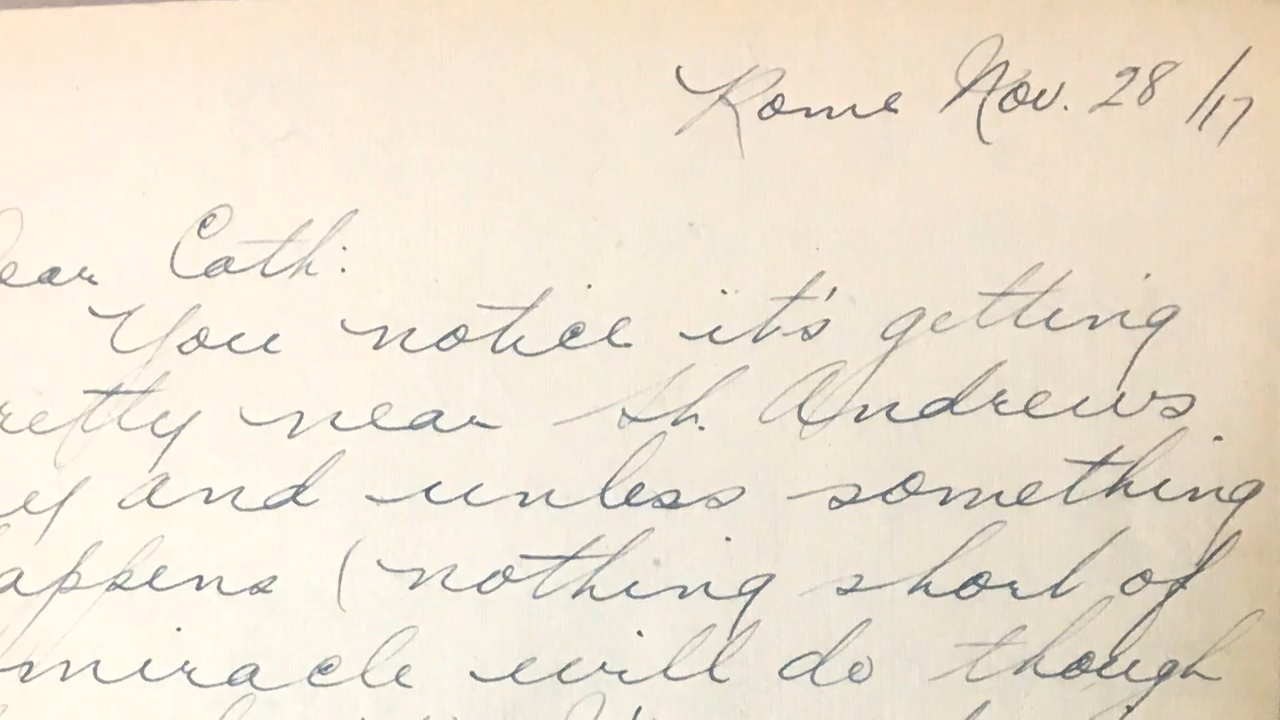 Rome Nov. 28 /17
ear Cath:
You notice it's getting
retty near St. Andrews
ey and unless something
appens ( nothing short of
miracle will do though